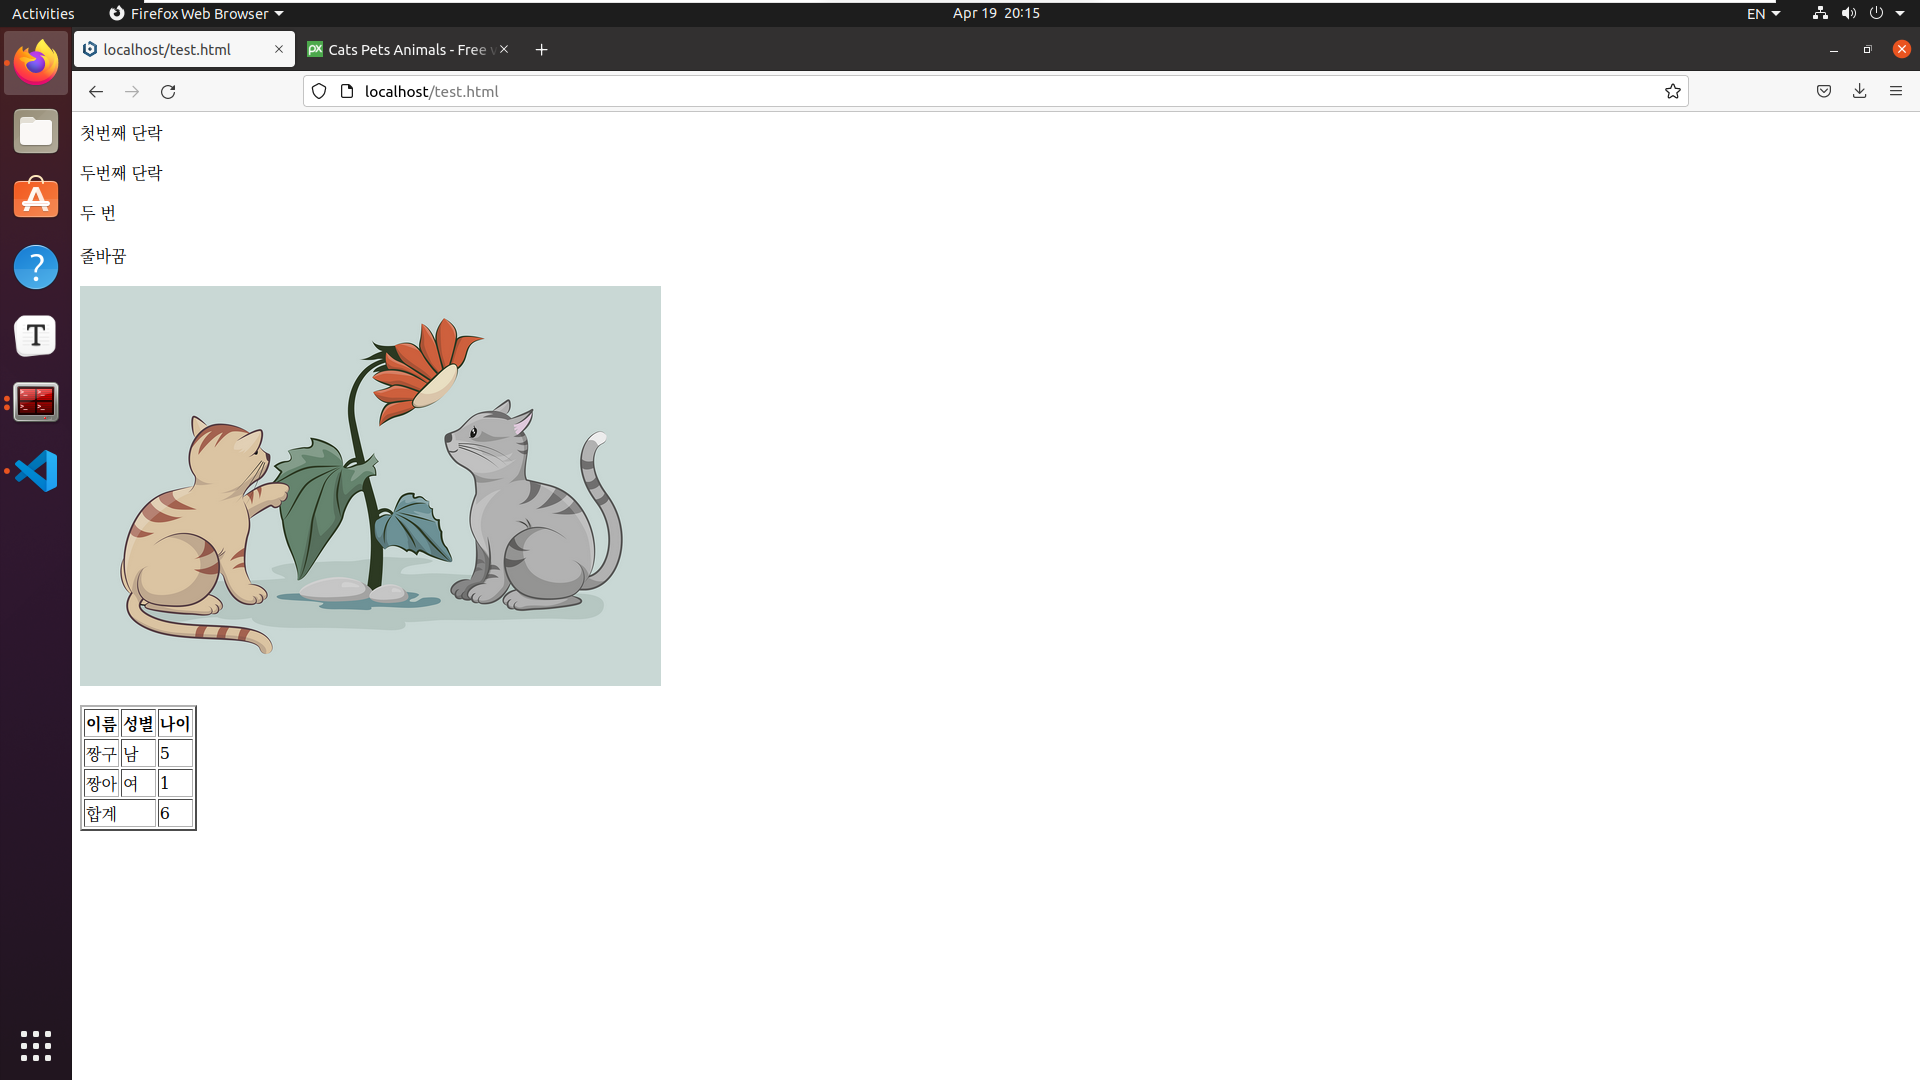 Activities Firefox Web Browser Apr 19 20:15 EN
localhost/test.html Cats Pets Animals - Free v
localhost/test.html
첫번째 단락
두번째 단락
두 번
줄바꿈
이름 성별 나이
짱구 남 5
짱아 여 1
합계 6